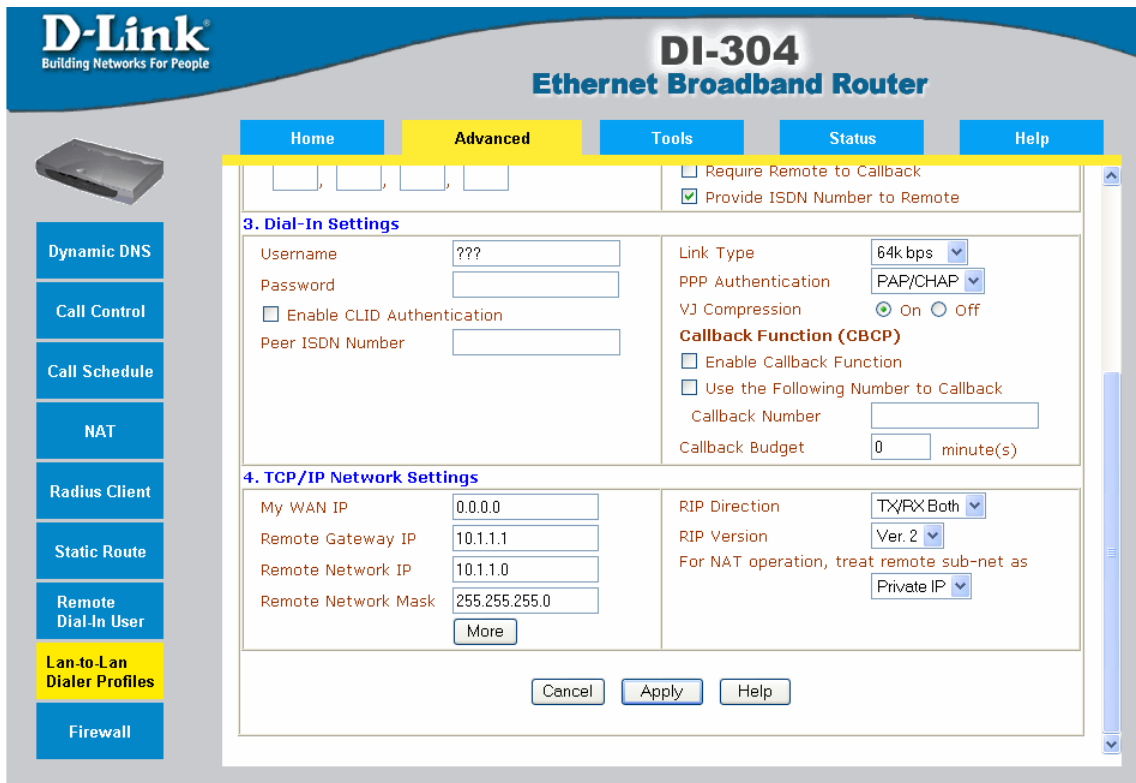 D-Link®
Building Networks For People
DI-304
Ethernet Broadband Router
Home
Advanced
Tools
Status
Help
Dynamic DNS
Call Control
Call Schedule
NAT
Radius Client
Static Route
Remote
Dial-In User
Lan-to-Lan
Dialer Profiles
Firewall
, , ,
Require Remote to Callback
Provide ISDN Number to Remote
3. Dial-In Settings
Username ???
Password
Enable CLID Authentication
Peer ISDN Number
Link Type 64k bps
PPP Authentication PAP/CHAP
VJ Compression On Off
Callback Function (CBCP)
Enable Callback Function
Use the Following Number to Callback
Callback Number
Callback Budget 0 minute(s)
4. TCP/IP Network Settings
My WAN IP 0.0.0.0
Remote Gateway IP 10.1.1.1
Remote Network IP 10.1.1.0
Remote Network Mask 255.255.255.0
More
RIP Direction TX/RX Both
RIP Version Ver. 2
For NAT operation, treat remote sub-net as
Private IP
Cancel Apply Help